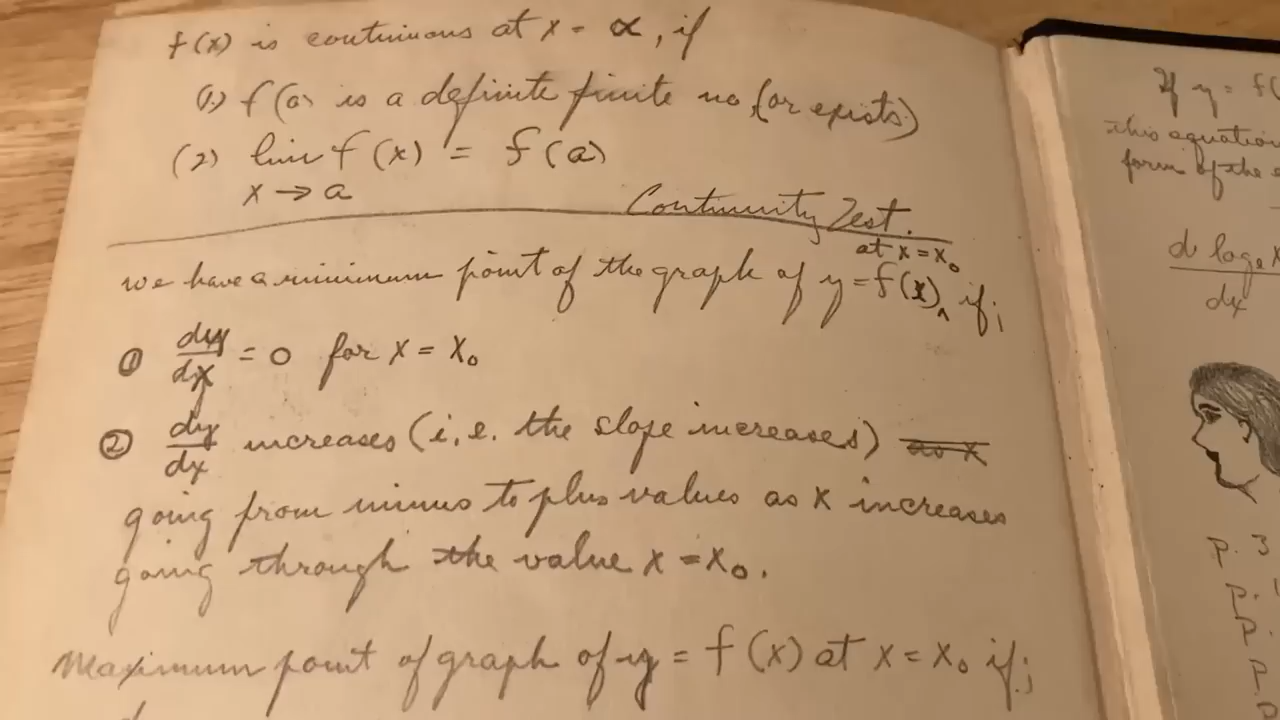 f(x) is continuous at x = α, if
(1.) f(a) is a definite finite no. (or exists)
(2) lim f(x) = f(a)
x → a
Continuity Test.
at x = x₀
we have a minimum point of the graph of y = f(x)‸ if;
① dy/dx = 0 for x = x₀
② dy/dx increases (i.e. the slope increases) as x
going from minus to plus values as x increases
going through the value x = x₀.
Maximum point of graph of y = f(x) at x = x₀ if;
If y = f(
this equation
form of the
d logₑ x
dx
p. 3
p.
p.
p.
p